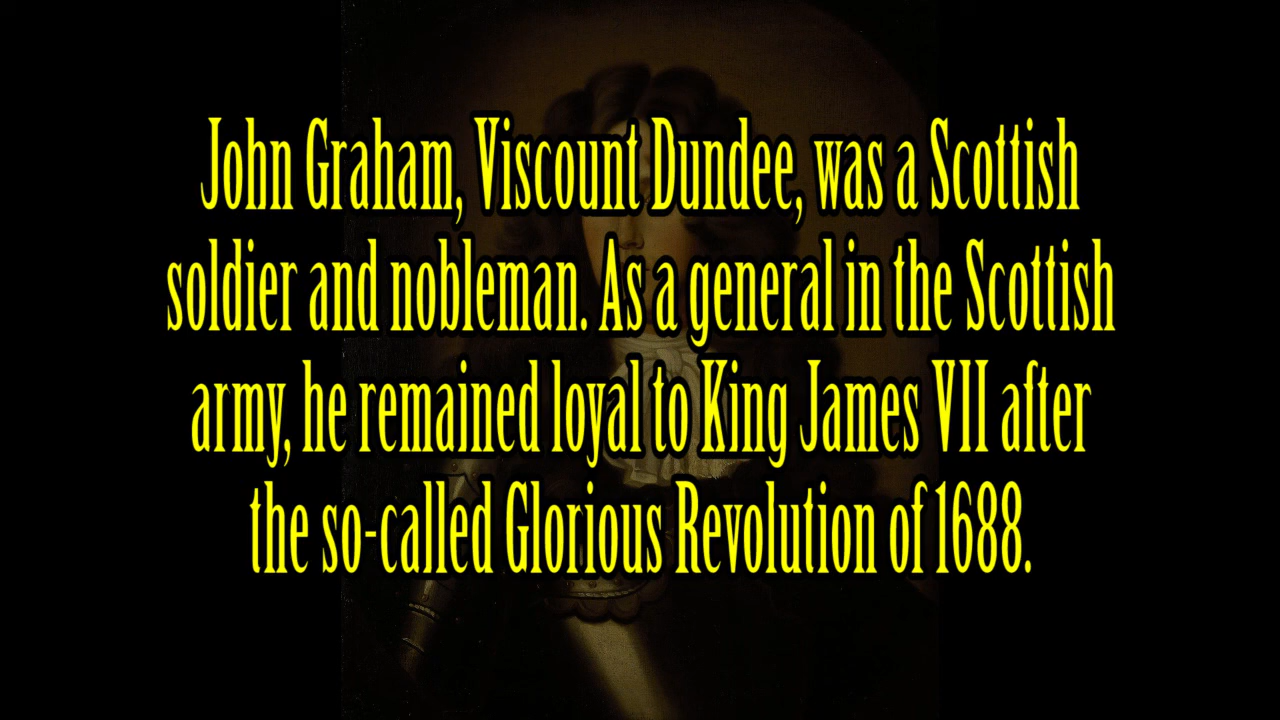 John Graham, Viscount Dundee, was a Scottish
soldier and nobleman. As a general in the Scottish
army, he remained loyal to King James VII after
the so-called Glorious Revolution of 1688.